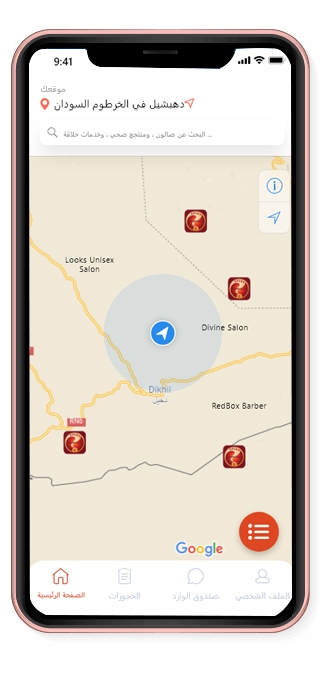 9:41
موقعك
دهبشيل في الخرطوم السودان
البحث عن صالون ، ومنتجع صحي ، وخدمات حلاقة ...
Looks Unisex
Salon
Divine Salon
Dikhil
دخيل
RedBox Barber
RN6
Google
الصفحة الرئيسية
الحجوزات
صندوق الوارد
الملف الشخصي